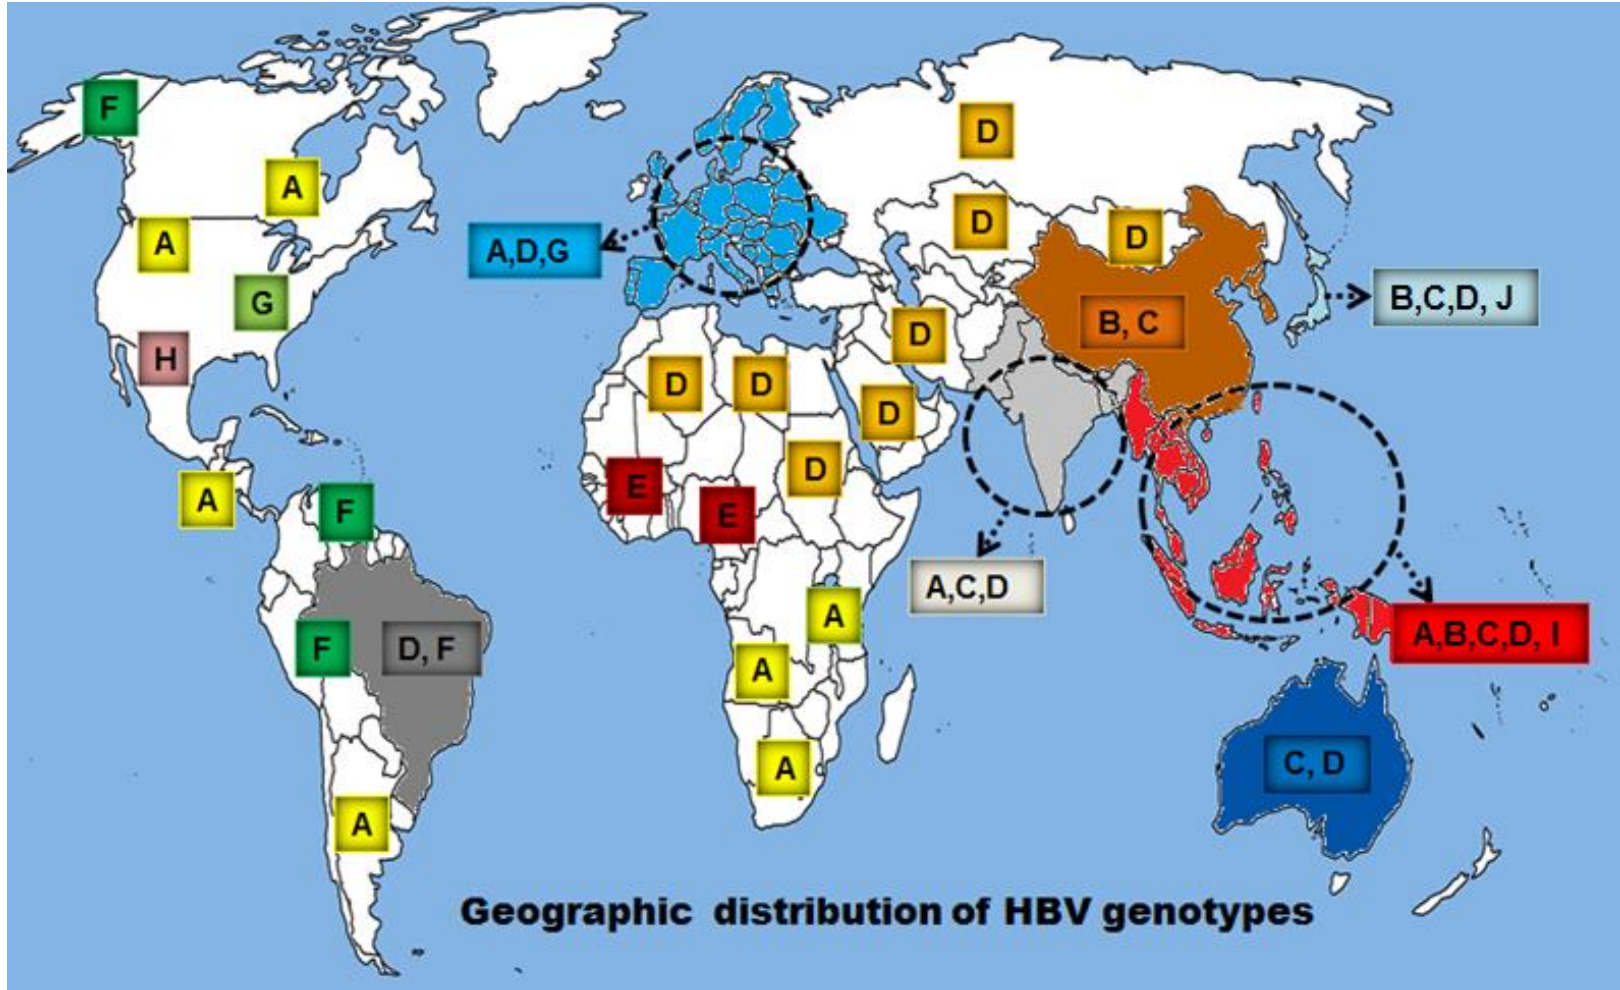 F
D
A
D
A
D
A,D,G
B,C,D, J
G
B, C
D
H
D
D
D
D
E
A
F
E
A,C,D
A
A,B,C,D, I
F
D, F
A
C, D
A
A
Geographic distribution of HBV genotypes